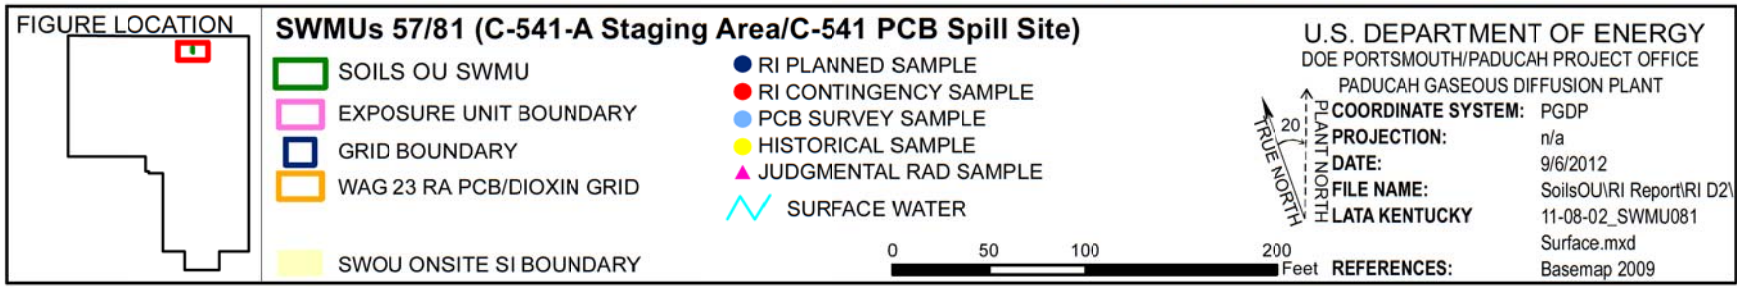 FIGURE LOCATION
SWMUs 57/81 (C-541-A Staging Area/C-541 PCB Spill Site)
SOILS OU SWMU
EXPOSURE UNIT BOUNDARY
GRID BOUNDARY
WAG 23 RA PCB/DIOXIN GRID
SWOU ONSITE SI BOUNDARY
RI PLANNED SAMPLE
RI CONTINGENCY SAMPLE
PCB SURVEY SAMPLE
HISTORICAL SAMPLE
JUDGMENTAL RAD SAMPLE
SURFACE WATER
0 50 100 200
Feet
U.S. DEPARTMENT OF ENERGY
DOE PORTSMOUTH/PADUCAH PROJECT OFFICE
PADUCAH GASEOUS DIFFUSION PLANT
TRUE NORTH
20
PLANT NORTH
COORDINATE SYSTEM: PGDP
PROJECTION: n/a
DATE: 9/6/2012
FILE NAME: SoilsOU\RI Report\RI D2\
LATA KENTUCKY 11-08-02_SWMU081
Surface.mxd
REFERENCES: Basemap 2009